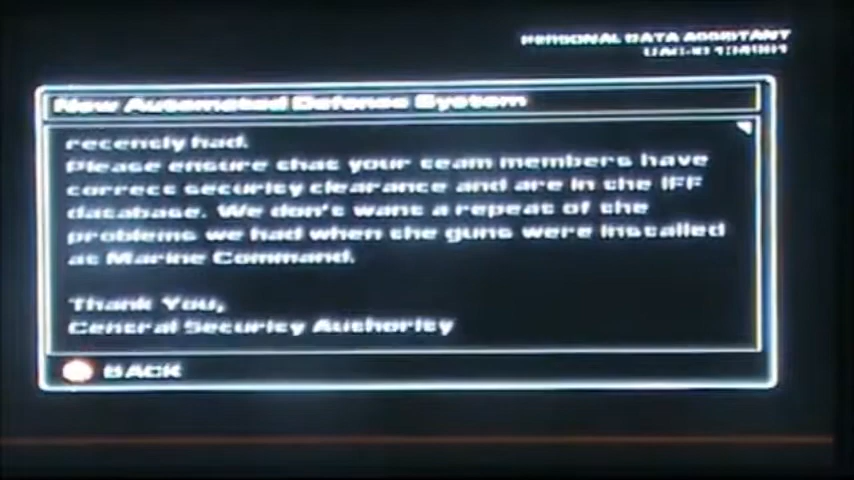 PERSONAL DATA ASSISTANT
New Automated Defense System
recently had.
Please ensure that your team members have
correct security clearance and are in the IFF
database. We don't want a repeat of the
problems we had when the guns were installed
at Marine Command.
Thank You,
Central Security Authority
BACK